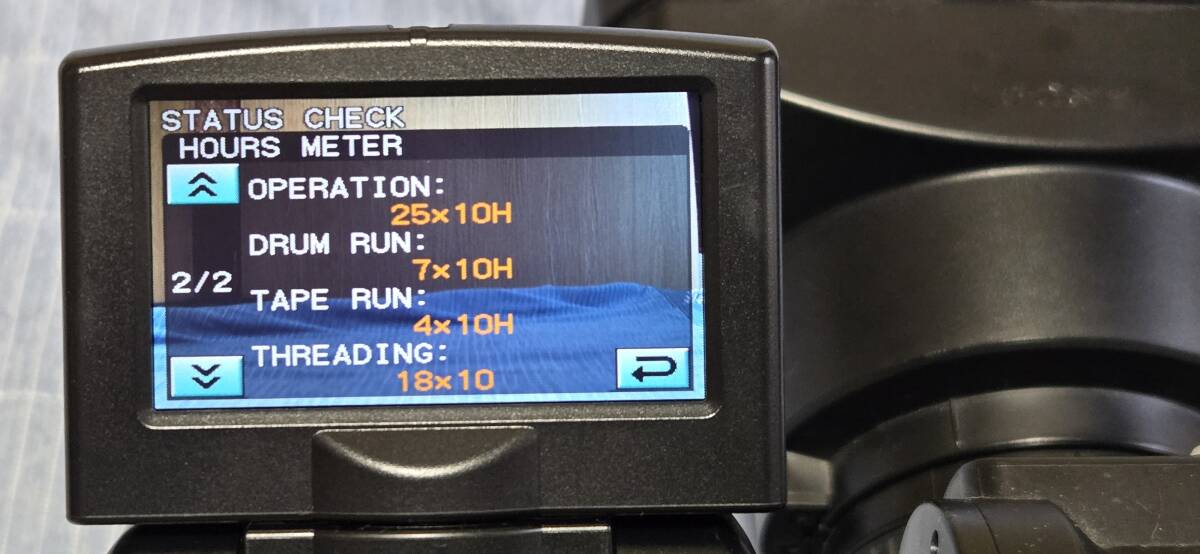 STATUS CHECK
HOURS METER
OPERATION:
25×10H
DRUM RUN:
7×10H
2/2
TAPE RUN:
4×10H
THREADING:
18×10